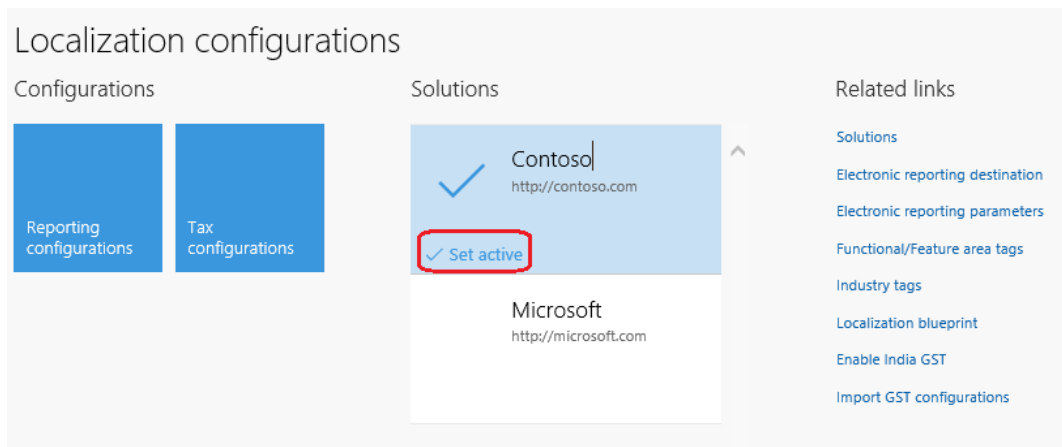 Localization configurations
Configurations
Reporting
configurations
Tax
configurations
Solutions
Contoso
http://contoso.com
Set active
Microsoft
http://microsoft.com
Related links
Solutions
Electronic reporting destination
Electronic reporting parameters
Functional/Feature area tags
Industry tags
Localization blueprint
Enable India GST
Import GST configurations